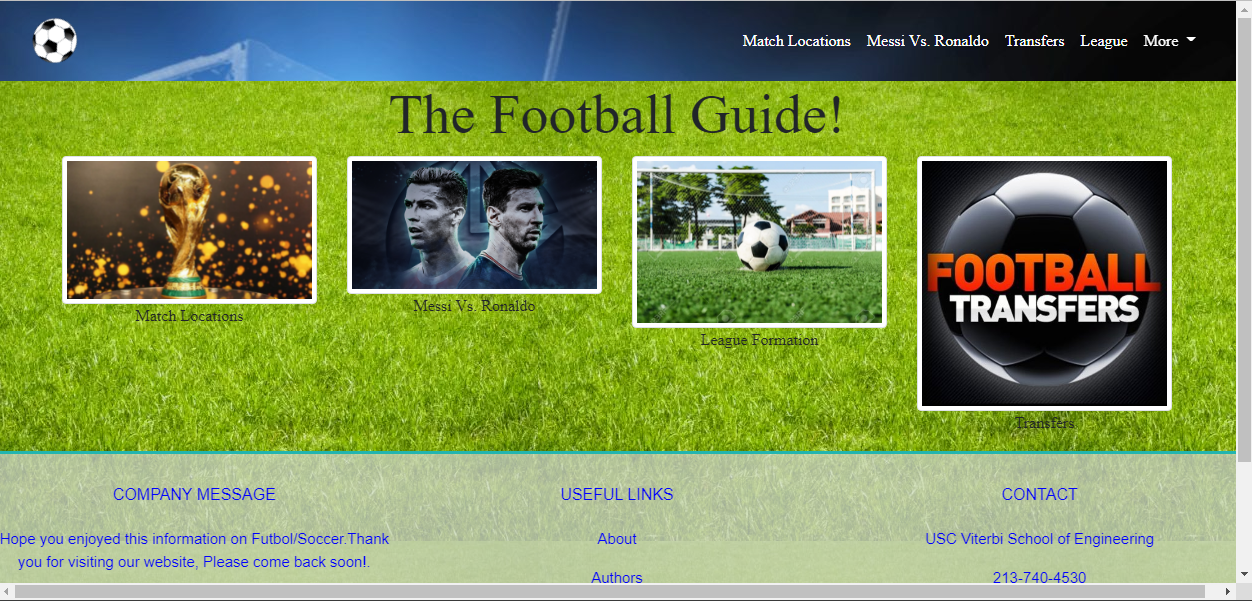 Match Locations Messi Vs. Ronaldo Transfers League More
The Football Guide!
FOOTBALL
TRANSFERS
Match Locations
Messi Vs. Ronaldo
League Formation
Transfers
COMPANY MESSAGE
Hope you enjoyed this information on Futbol/Soccer.Thank
you for visiting our website, Please come back soon!.
USEFUL LINKS
About
Authors
CONTACT
USC Viterbi School of Engineering
213-740-4530